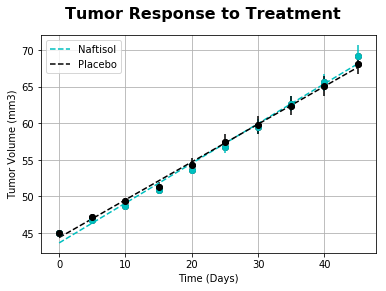 Tumor Response to Treatment
Naftisol
Placebo
Tumor Volume (mm3)
70
65
60
55
50
45
0
10
20
30
40
Time (Days)